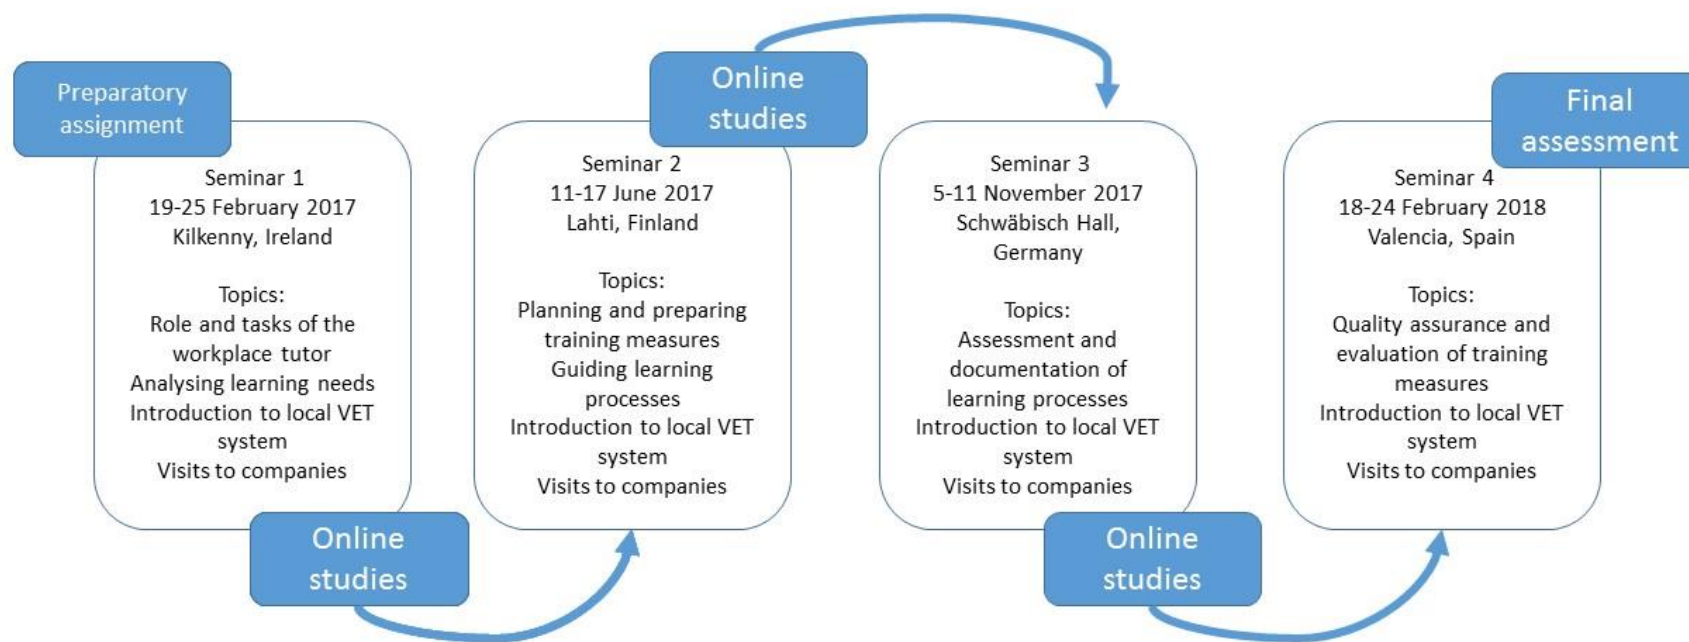 Preparatory
assignment
Seminar 1
19-25 February 2017
Kilkenny, Ireland
Topics:
Role and tasks of the
workplace tutor
Analysing learning needs
Introduction to local VET
system
Visits to companies
Online
studies
Seminar 2
11-17 June 2017
Lahti, Finland
Topics:
Planning and preparing
training measures
Guiding learning
processes
Introduction to local VET
system
Visits to companies
Online
studies
Seminar 3
5-11 November 2017
Schwäbisch Hall,
Germany
Topics:
Assessment and
documentation of
learning processes
Introduction to local VET
system
Visits to companies
Online
studies
Seminar 4
18-24 February 2018
Valencia, Spain
Topics:
Quality assurance and
evaluation of training
measures
Introduction to local VET
system
Visits to companies
Final
assessment